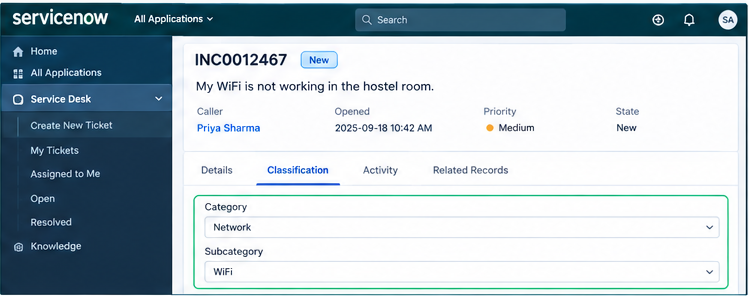 servicenow
All Applications
Search
SA
Home
All Applications
Service Desk
Create New Ticket
My Tickets
Assigned to Me
Open
Resolved
Knowledge
INC0012467 New
My WiFi is not working in the hostel room.
Caller Opened Priority State
Priya Sharma 2025-09-18 10:42 AM Medium New
Details Classification Activity Related Records
Category
Network
Subcategory
WiFi